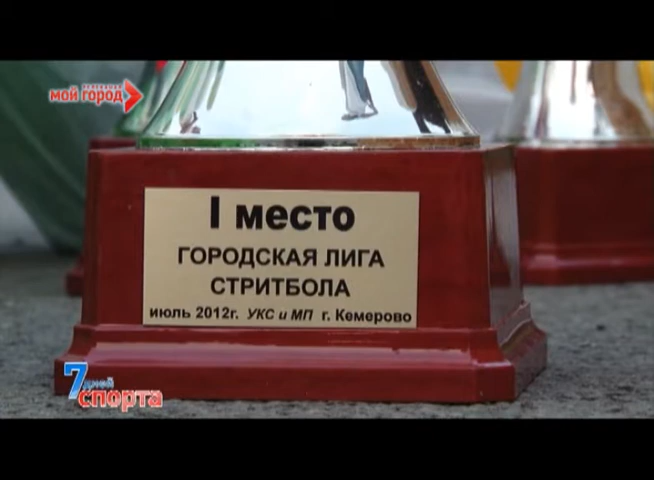 мой город
I место
ГОРОДСКАЯ ЛИГА
СТРИТБОЛА
июль 2012г. УКС и МП г. Кемерово
7 дней
спорта